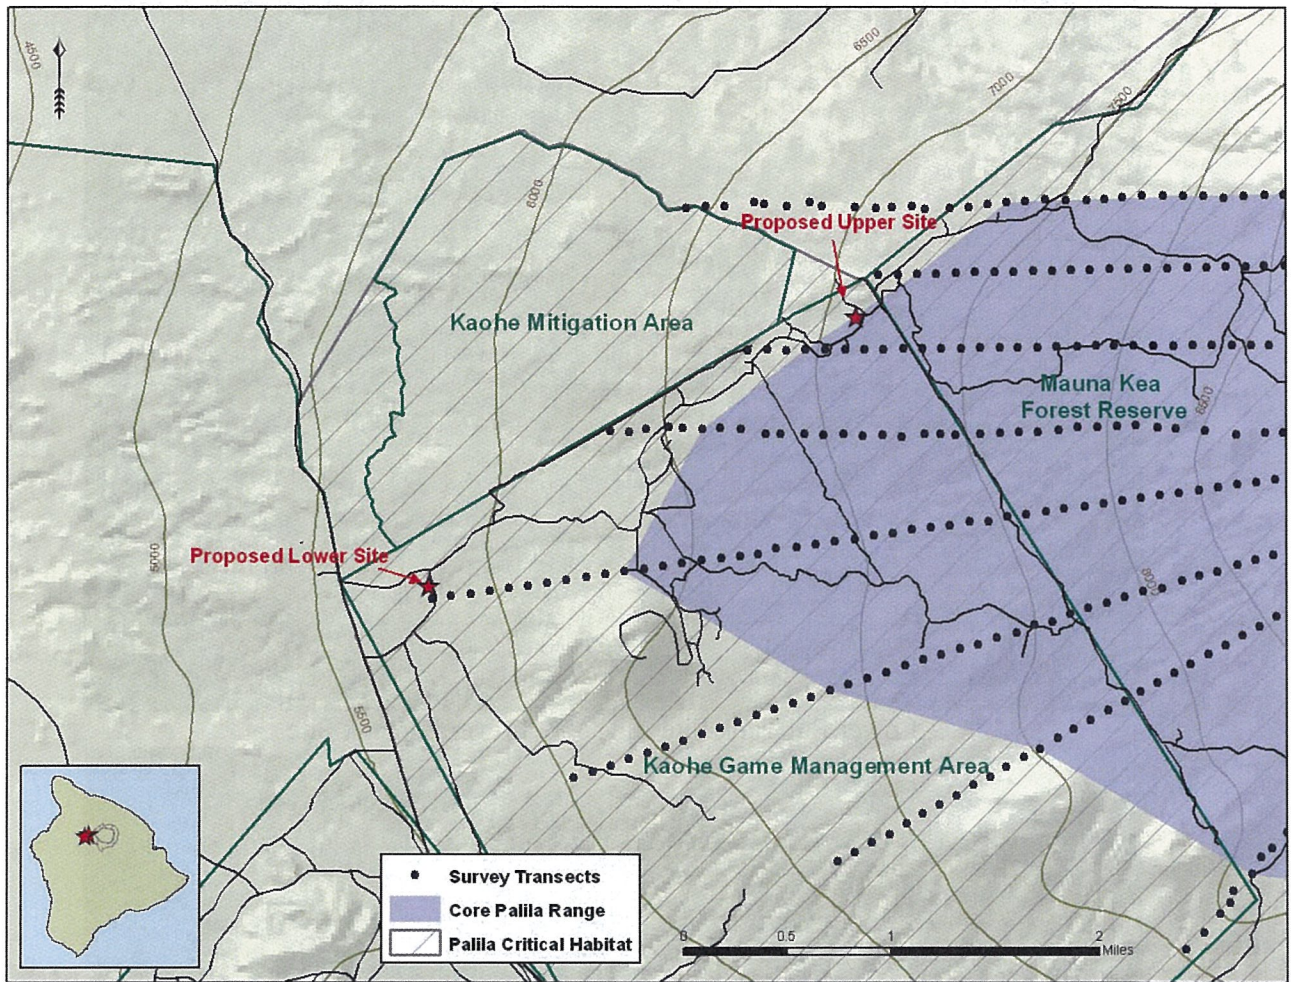 4500
6500
7000
7500
6000
Proposed Upper Site
Kaohe Mitigation Area
Mauna Kea
Forest Reserve
8500
Proposed Lower Site
5000
8000
5500
Kaohe Game Management Area
Survey Transects
Core Palila Range
Palila Critical Habitat
0 0.5 1 2
Miles